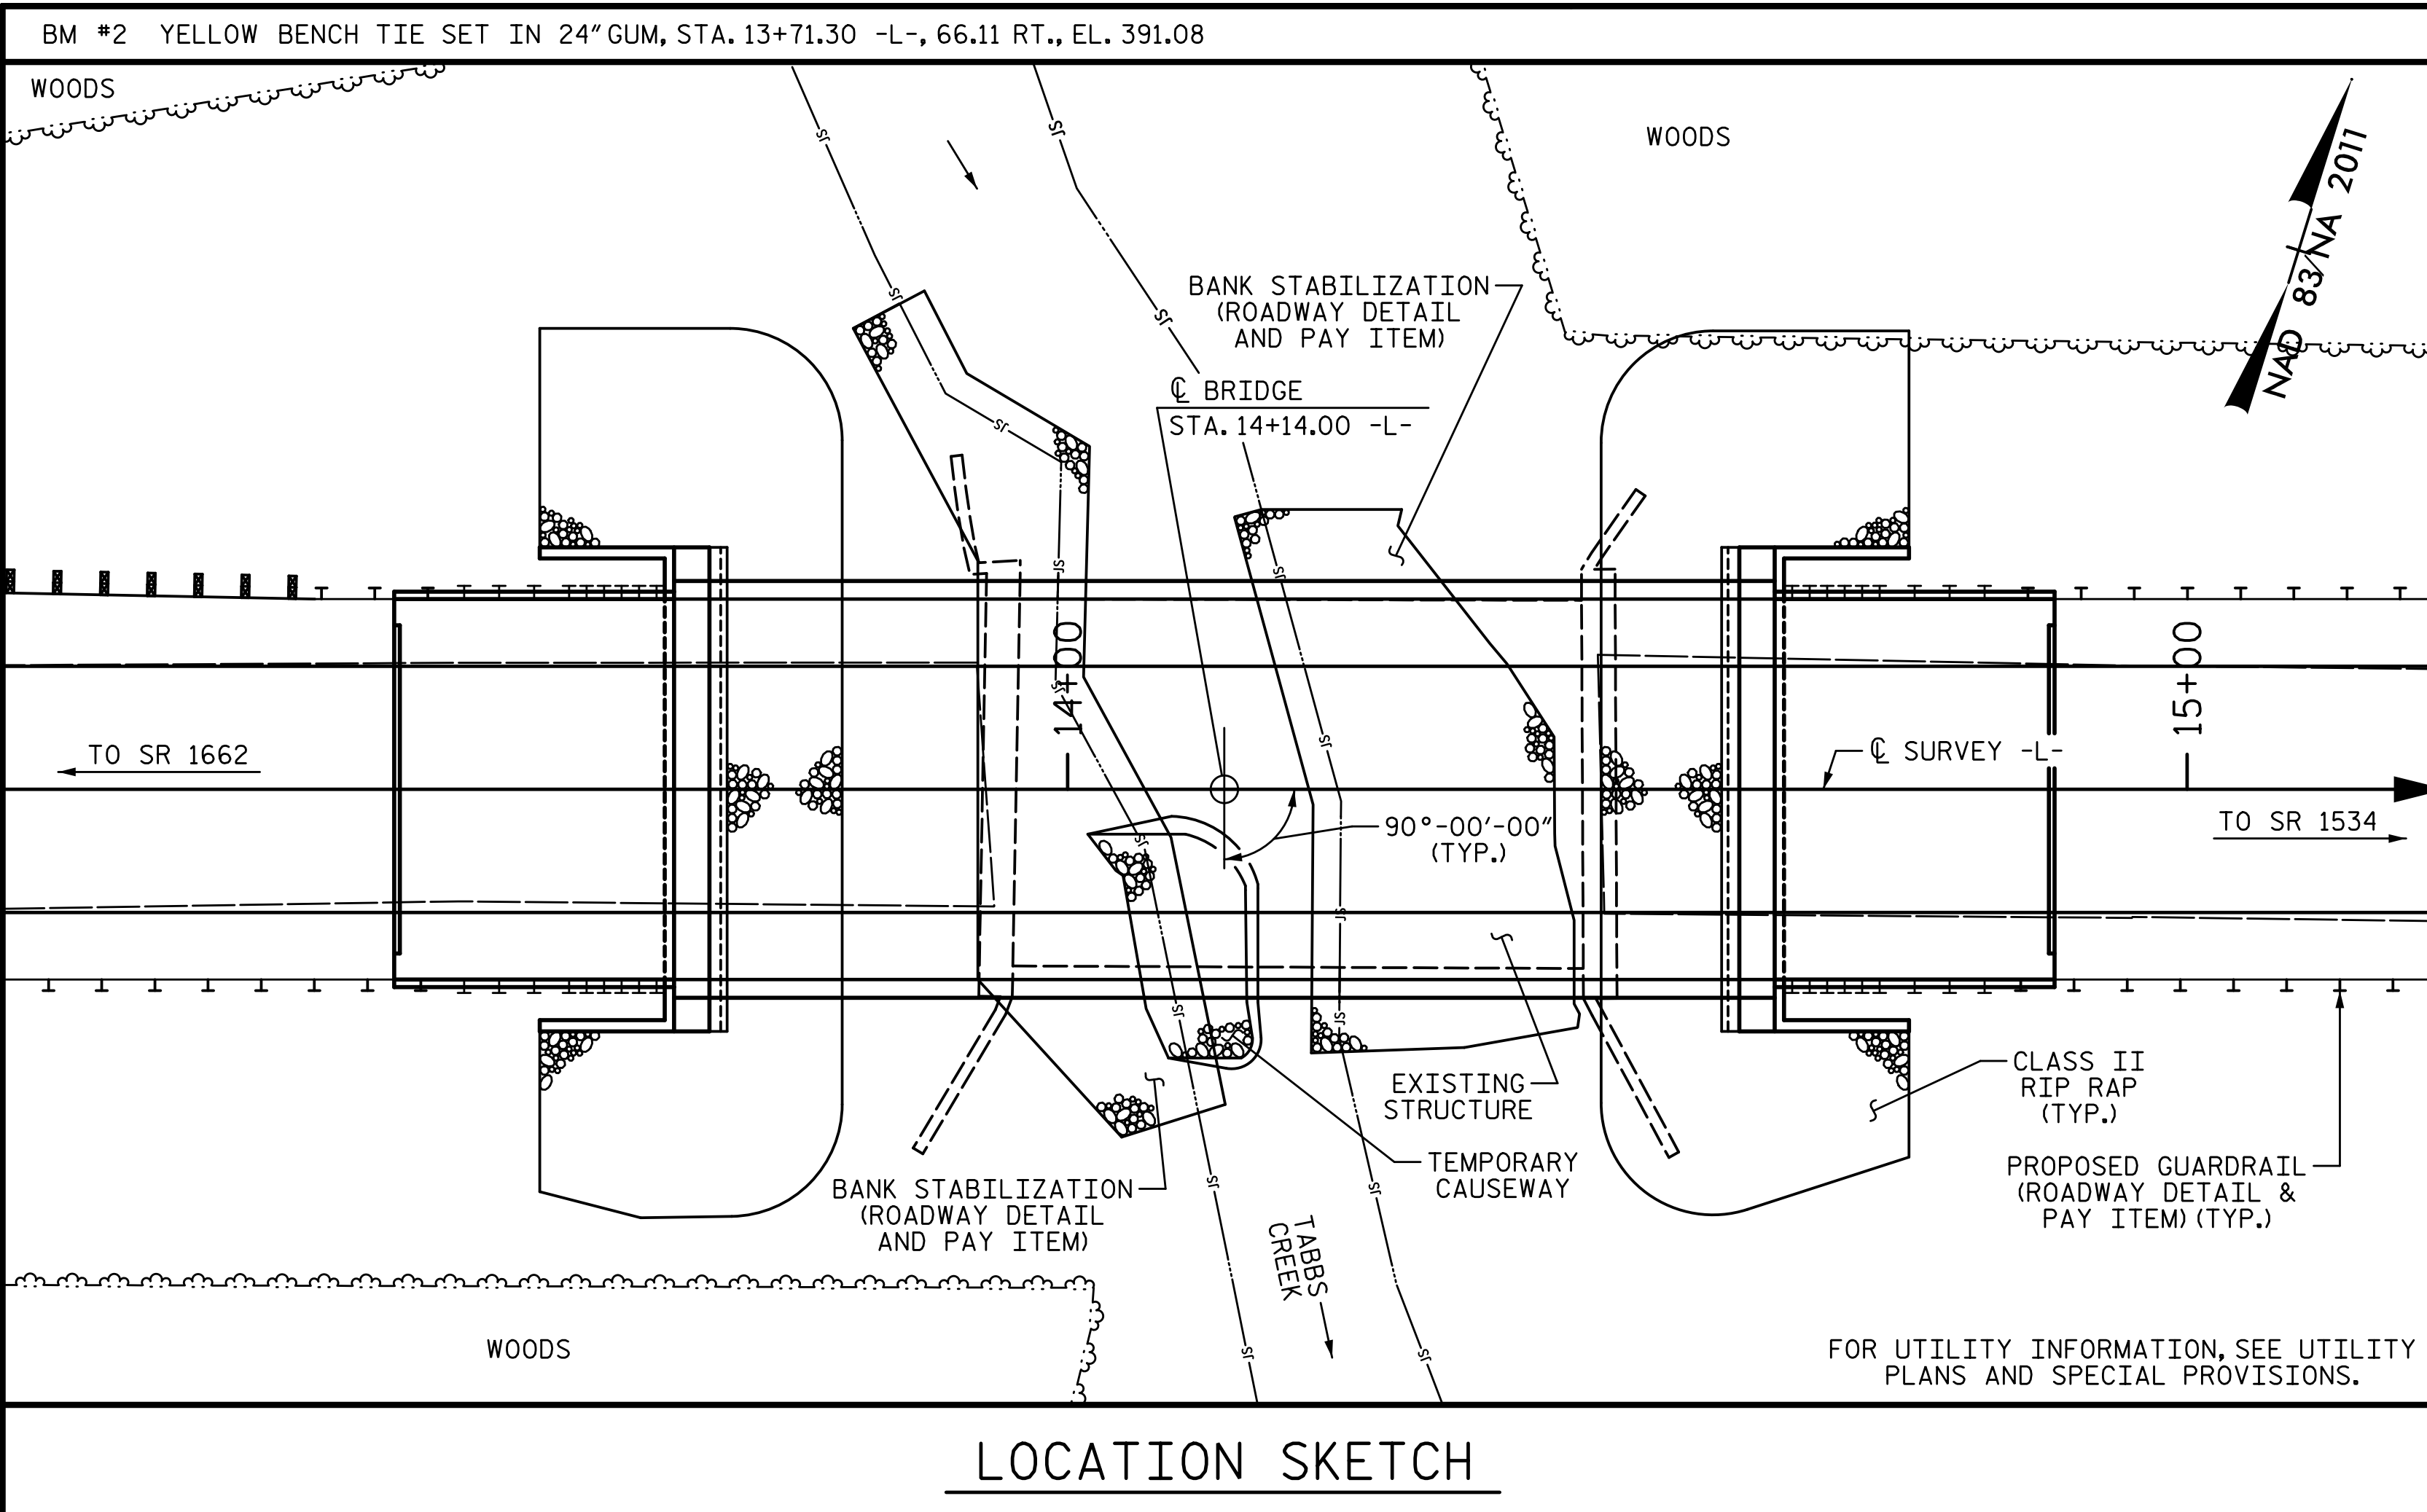 BM #2 YELLOW BENCH TIE SET IN 24" GUM, STA. 13+71.30 -L-, 66.11 RT., EL. 391.08
WOODS
WOODS
NAD 83/NA 2011
BANK STABILIZATION
(ROADWAY DETAIL
AND PAY ITEM)
℄ BRIDGE
STA. 14+14.00 -L-
14+00
15+00
TO SR 1662
℄ SURVEY -L-
TO SR 1534
90°-00'-00"
(TYP.)
EXISTING
STRUCTURE
CLASS II
RIP RAP
(TYP.)
TEMPORARY
CAUSEWAY
PROPOSED GUARDRAIL
(ROADWAY DETAIL &
PAY ITEM) (TYP.)
BANK STABILIZATION
(ROADWAY DETAIL
AND PAY ITEM)
TABBS
CREEK
WOODS
FOR UTILITY INFORMATION, SEE UTILITY
PLANS AND SPECIAL PROVISIONS.
LOCATION SKETCH